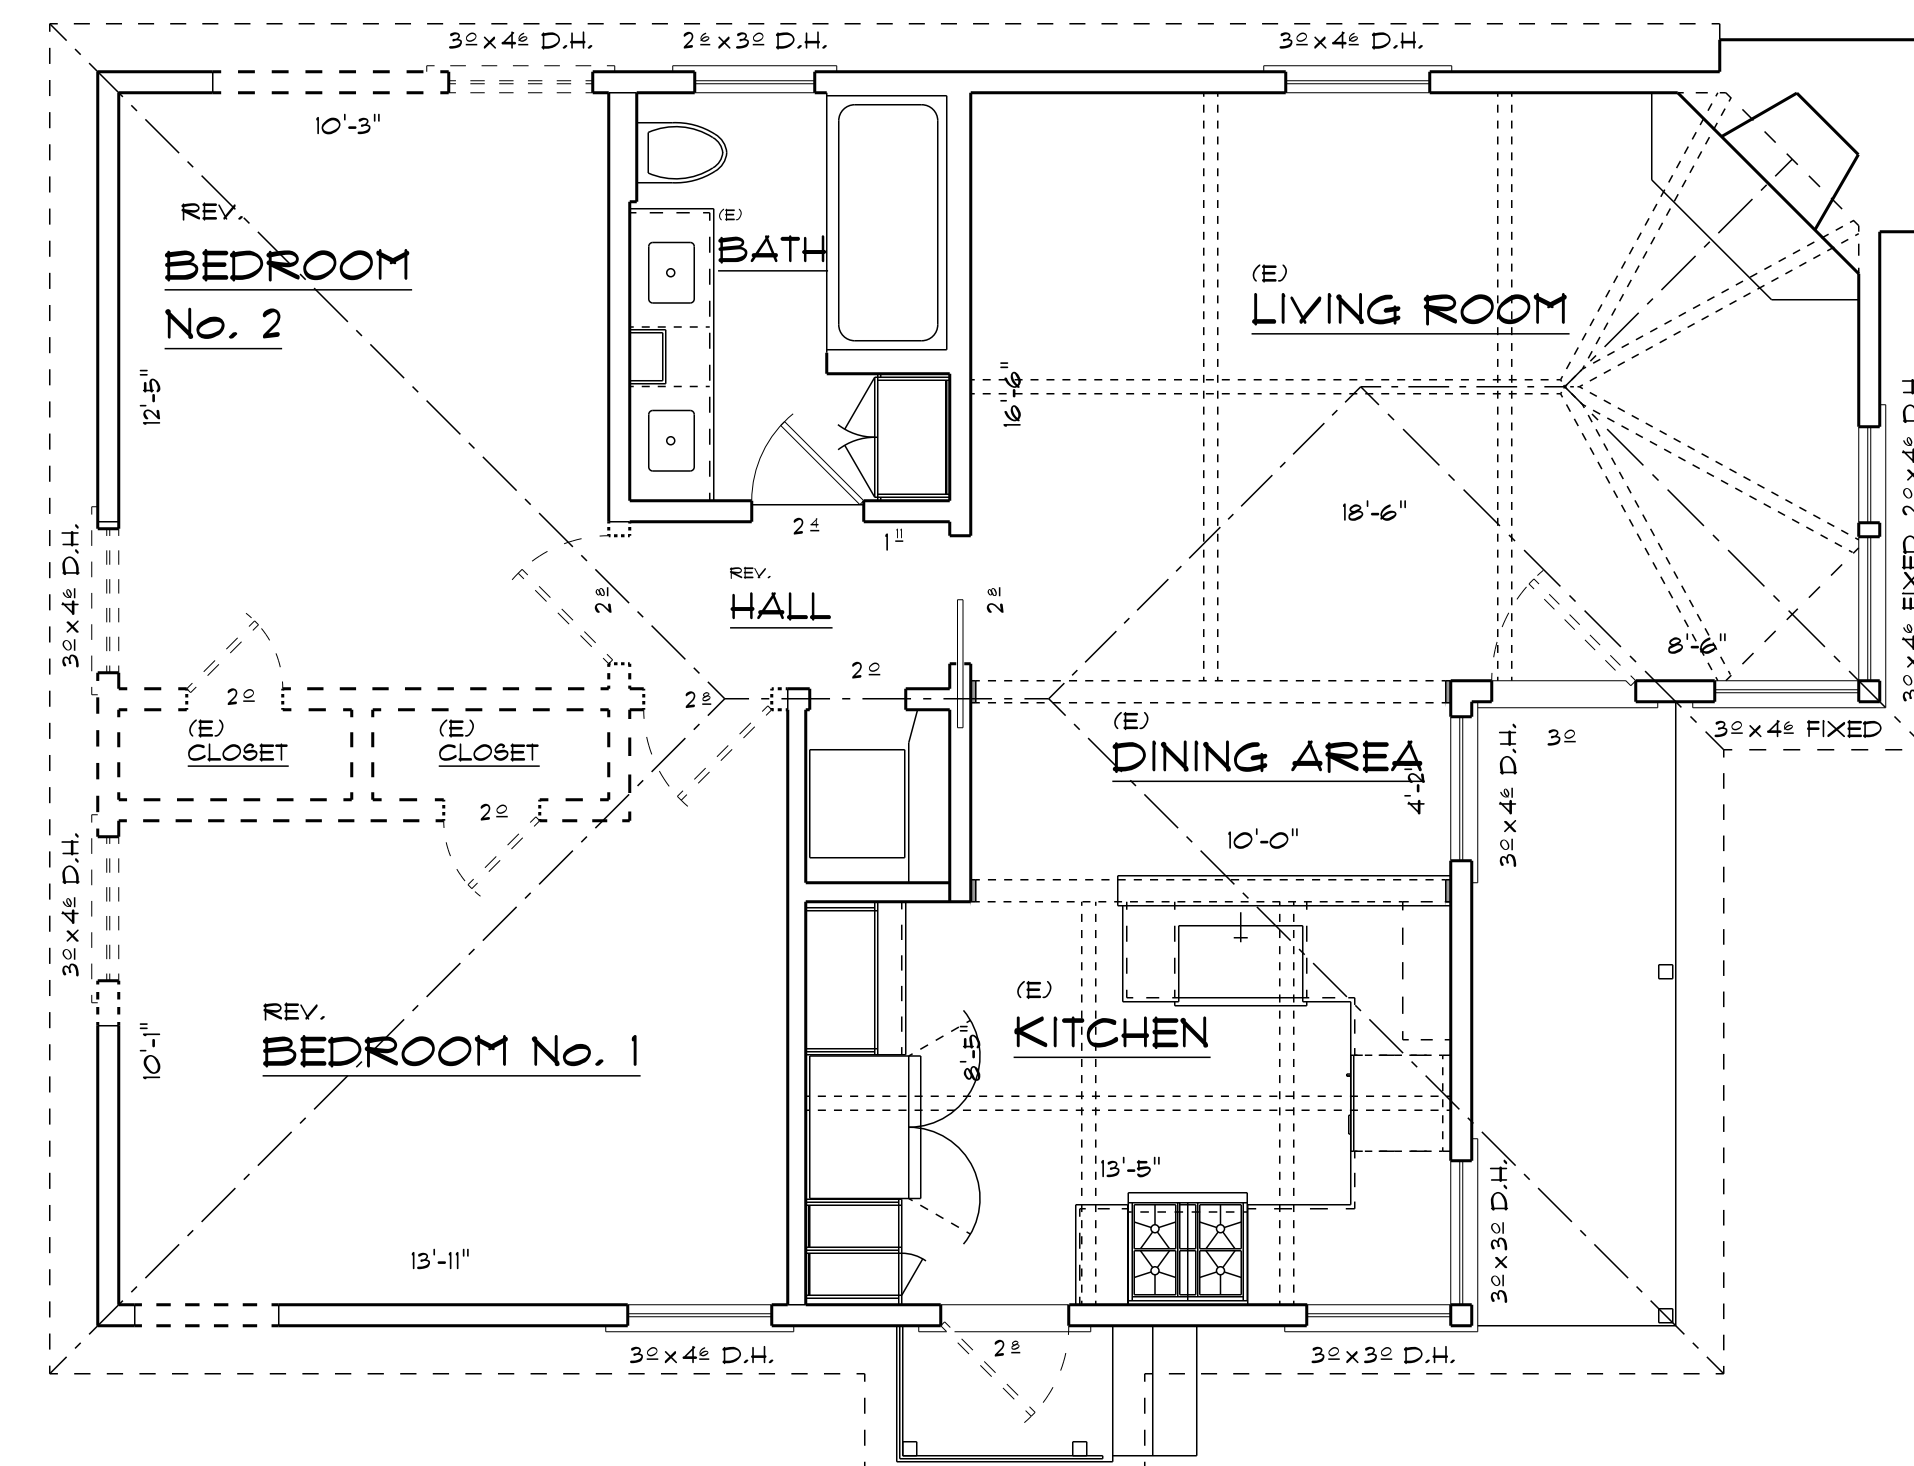 3⁰ x 4⁶ D.H.
2⁶ x 3⁰ D.H.
3⁰ x 4⁶ D.H.
10'-3"
REV.
BEDROOM
No. 2
(E)
BATH
(E)
LIVING ROOM
12'-5"
16'-6"
18'-6"
2⁴
1¹¹
3⁰ x 4⁶ D.H.
2⁸
REV.
HALL
2⁸
3⁰ x 4⁶ FIXED
2⁰ x 4⁶ D.H.
8'-6"
2⁰
2⁸
2⁰
(E)
CLOSET
(E)
CLOSET
(E)
DINING AREA
4'-2"
3⁰ x 4⁶ D.H.
3⁰
3⁰ x 4⁶ FIXED
2⁰
10'-0"
3⁰ x 4⁶ D.H.
REV.
BEDROOM No. 1
10'-1"
(E)
KITCHEN
8'-5"
13'-5"
13'-11"
3⁰ x 3⁰ D.H.
3⁰ x 4⁶ D.H.
2⁸
3⁰ x 3⁰ D.H.